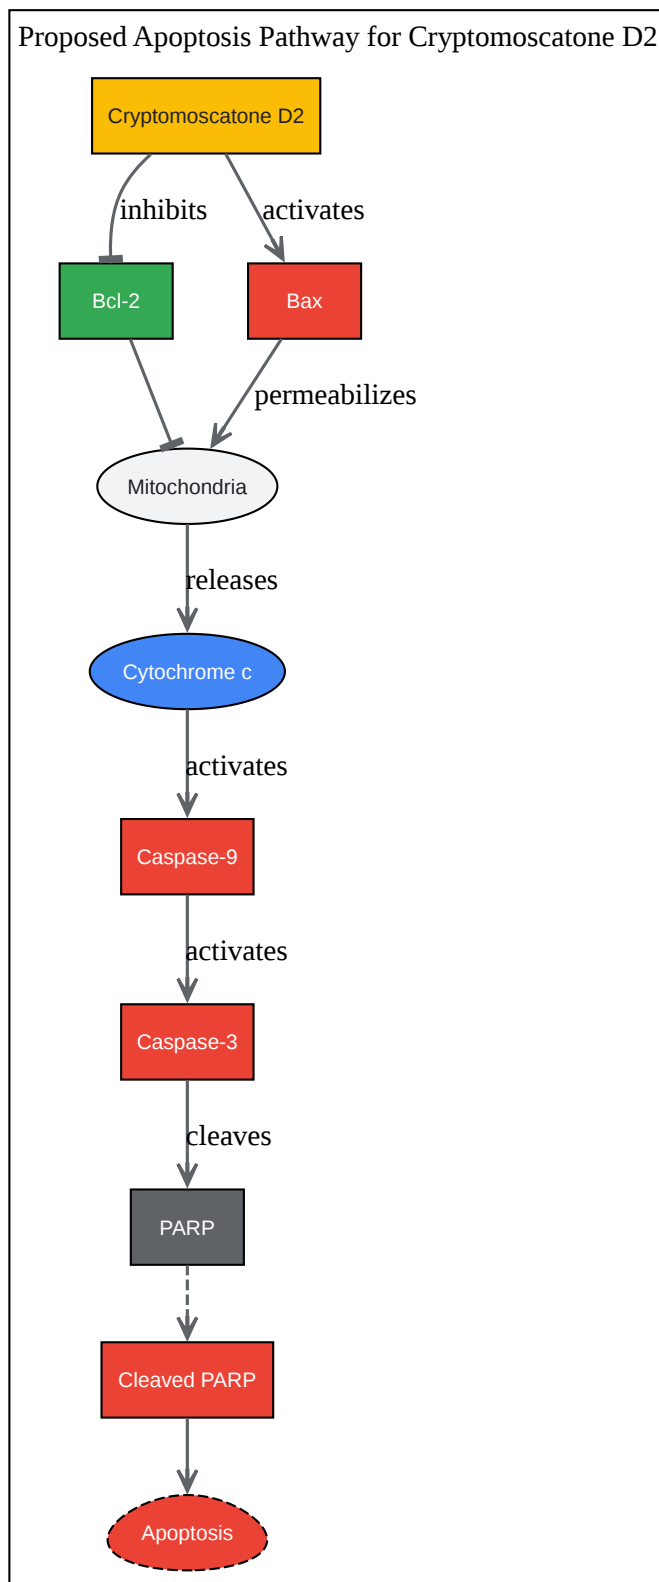 Proposed Apoptosis Pathway for Cryptomoscatone D2
Cryptomoscatone D2
inhibits
activates
Bcl-2
Bax
permeabilizes
Mitochondria
releases
Cytochrome c
activates
Caspase-9
activates
Caspase-3
cleaves
PARP
Cleaved PARP
Apoptosis